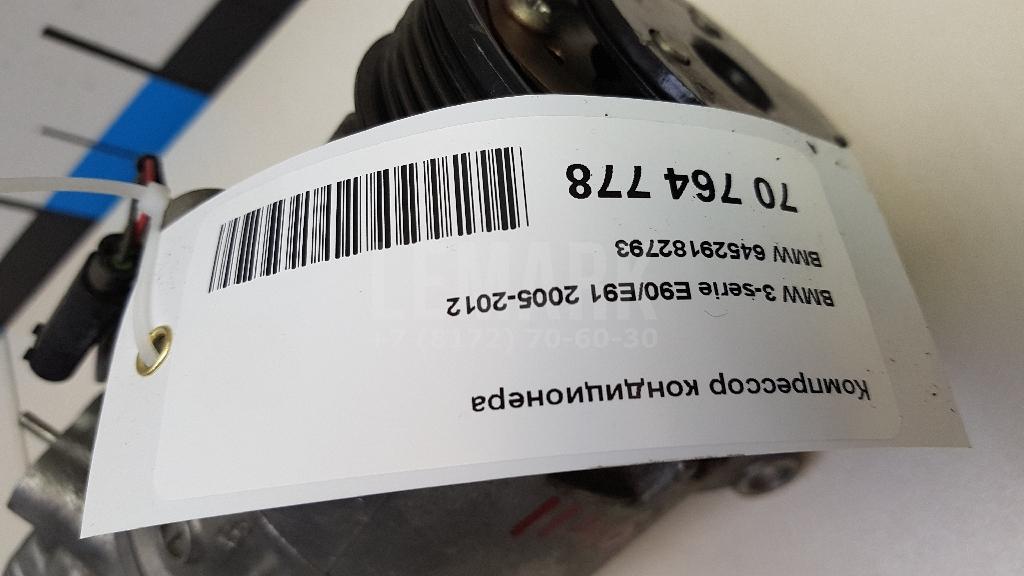 Компрессор кондиционера
BMW 3-serie E90/E91 2005-2012
BMW 64529182793
70 764 778
LEMARK
+7 (8172) 70-60-30